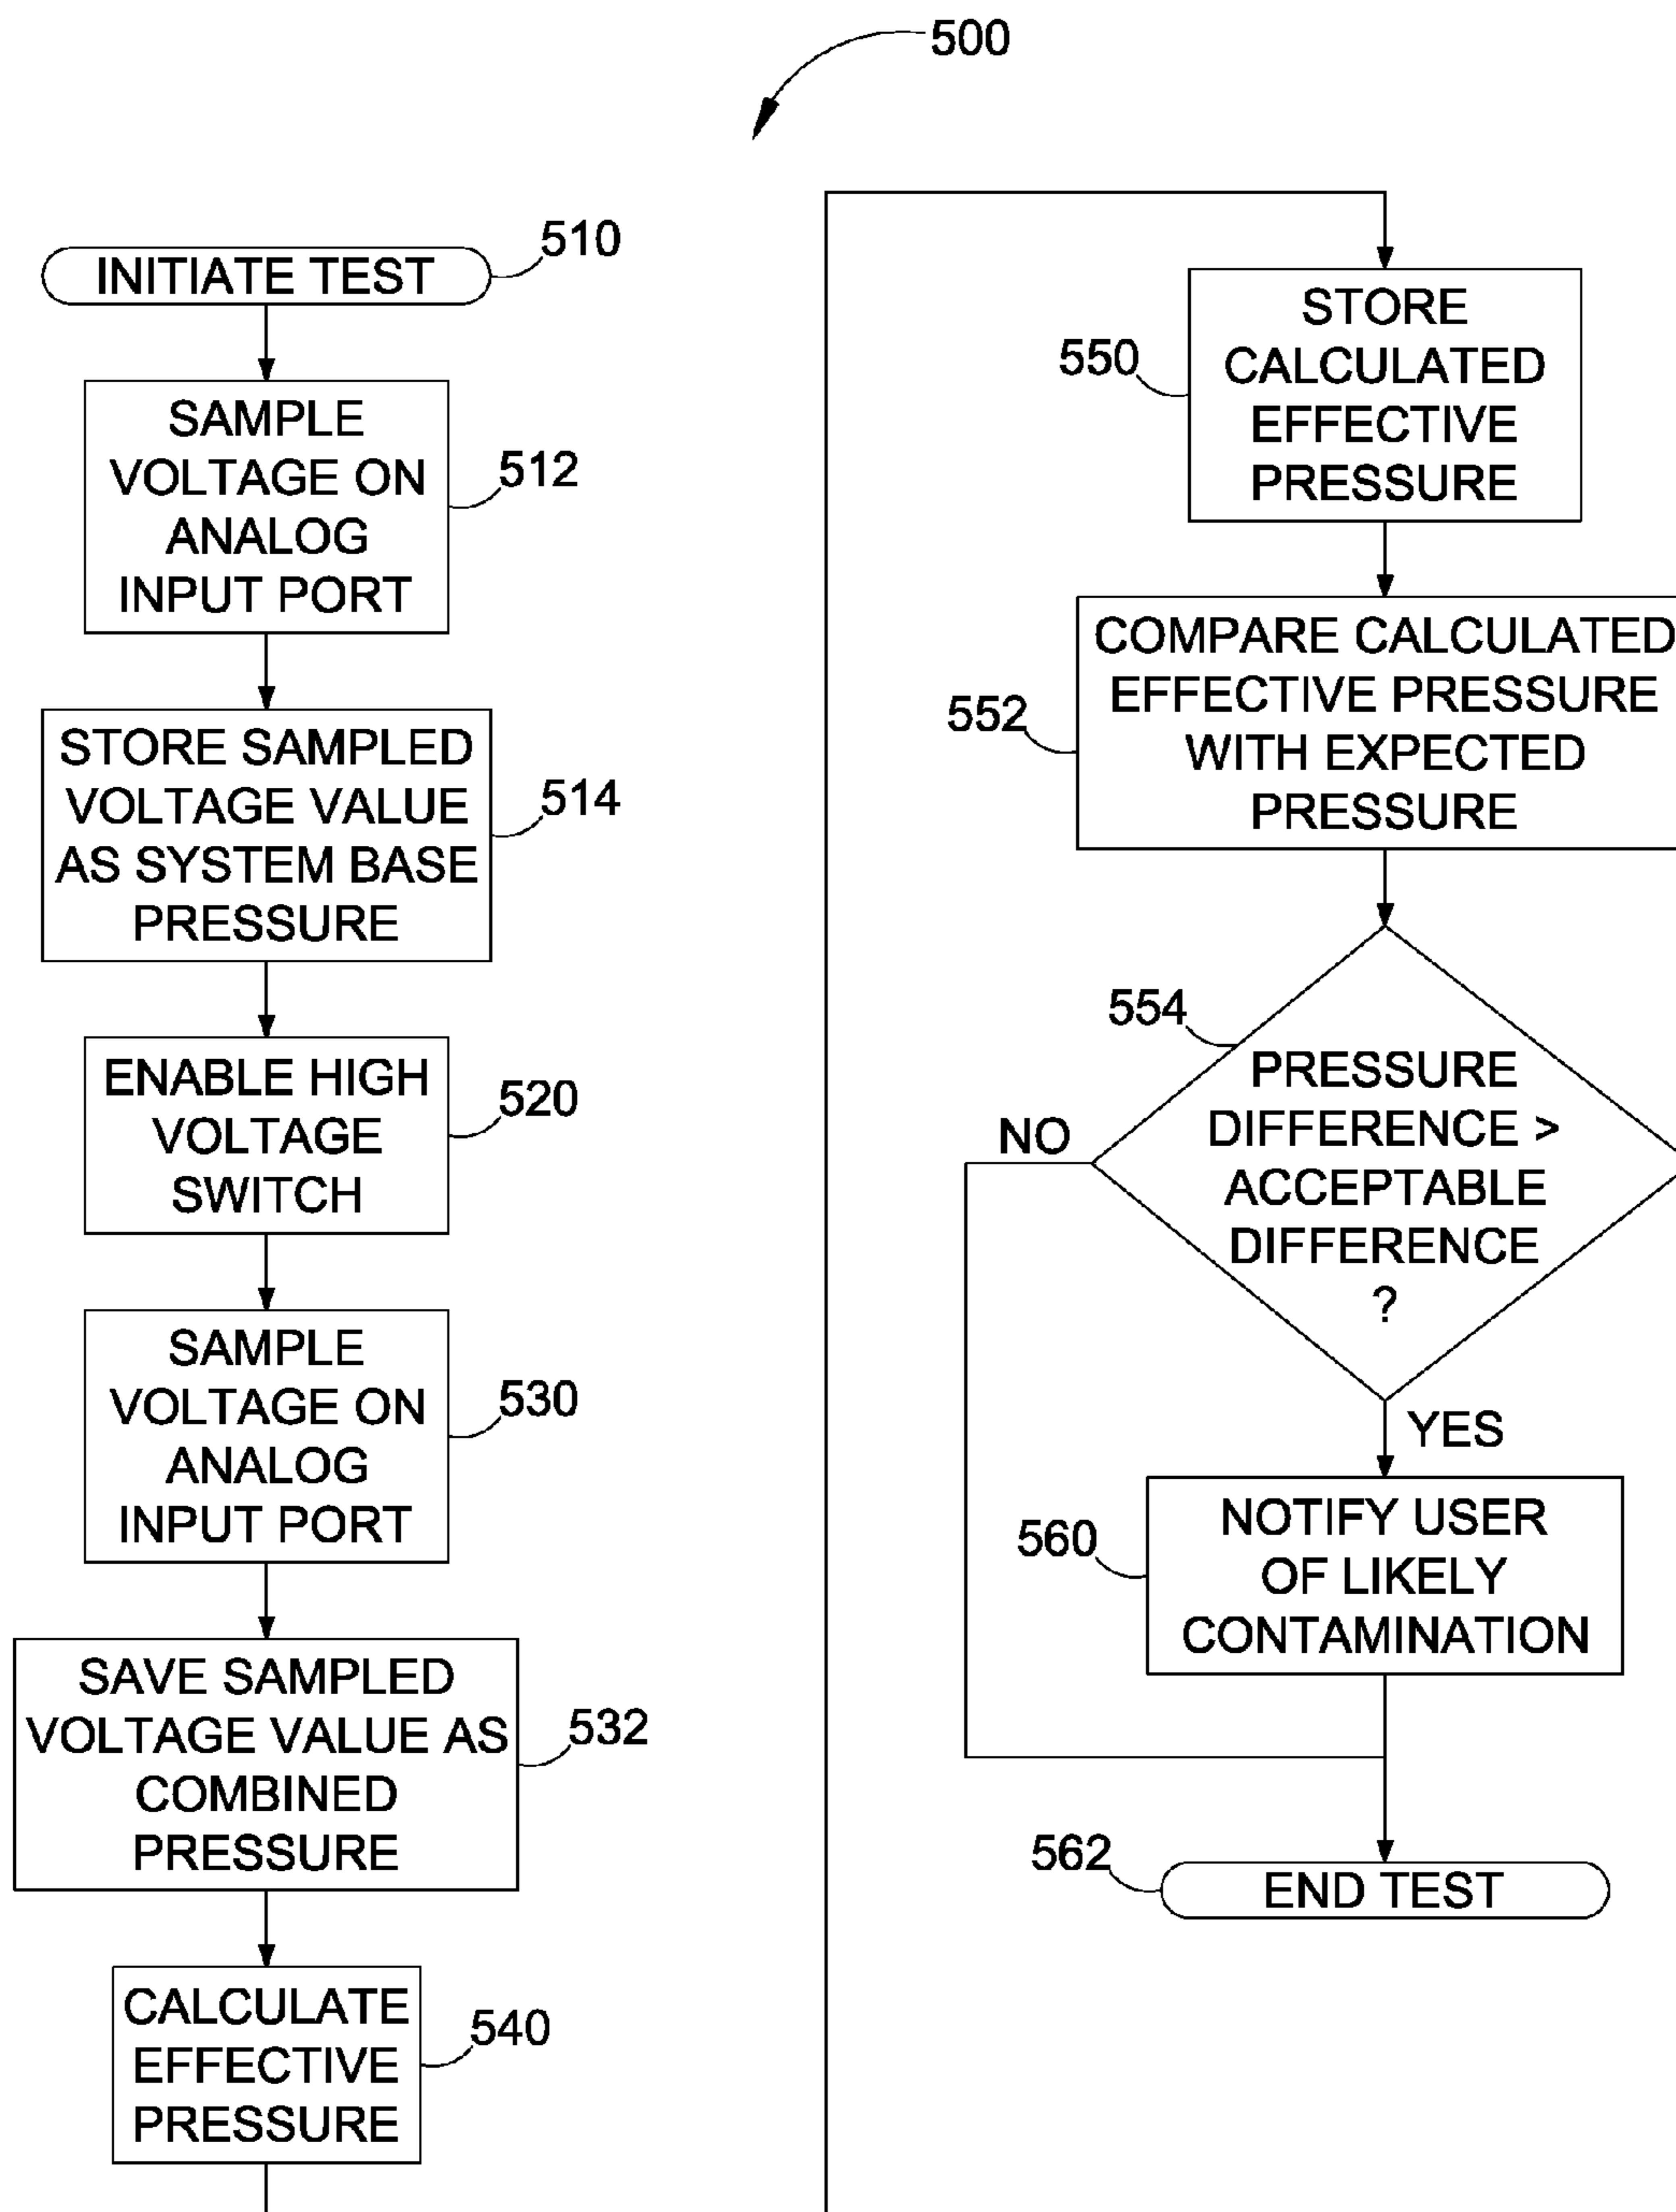 500
INITIATE TEST
510
SAMPLE
VOLTAGE ON
ANALOG
INPUT PORT
512
STORE SAMPLED
VOLTAGE VALUE
AS SYSTEM BASE
PRESSURE
514
ENABLE HIGH
VOLTAGE
SWITCH
520
SAMPLE
VOLTAGE ON
ANALOG
INPUT PORT
530
SAVE SAMPLED
VOLTAGE VALUE AS
COMBINED
PRESSURE
532
CALCULATE
EFFECTIVE
PRESSURE
540
STORE
CALCULATED
EFFECTIVE
PRESSURE
550
COMPARE CALCULATED
EFFECTIVE PRESSURE
WITH EXPECTED
PRESSURE
552
554
PRESSURE
DIFFERENCE >
ACCEPTABLE
DIFFERENCE
?
NO
YES
NOTIFY USER
OF LIKELY
CONTAMINATION
560
562
END TEST